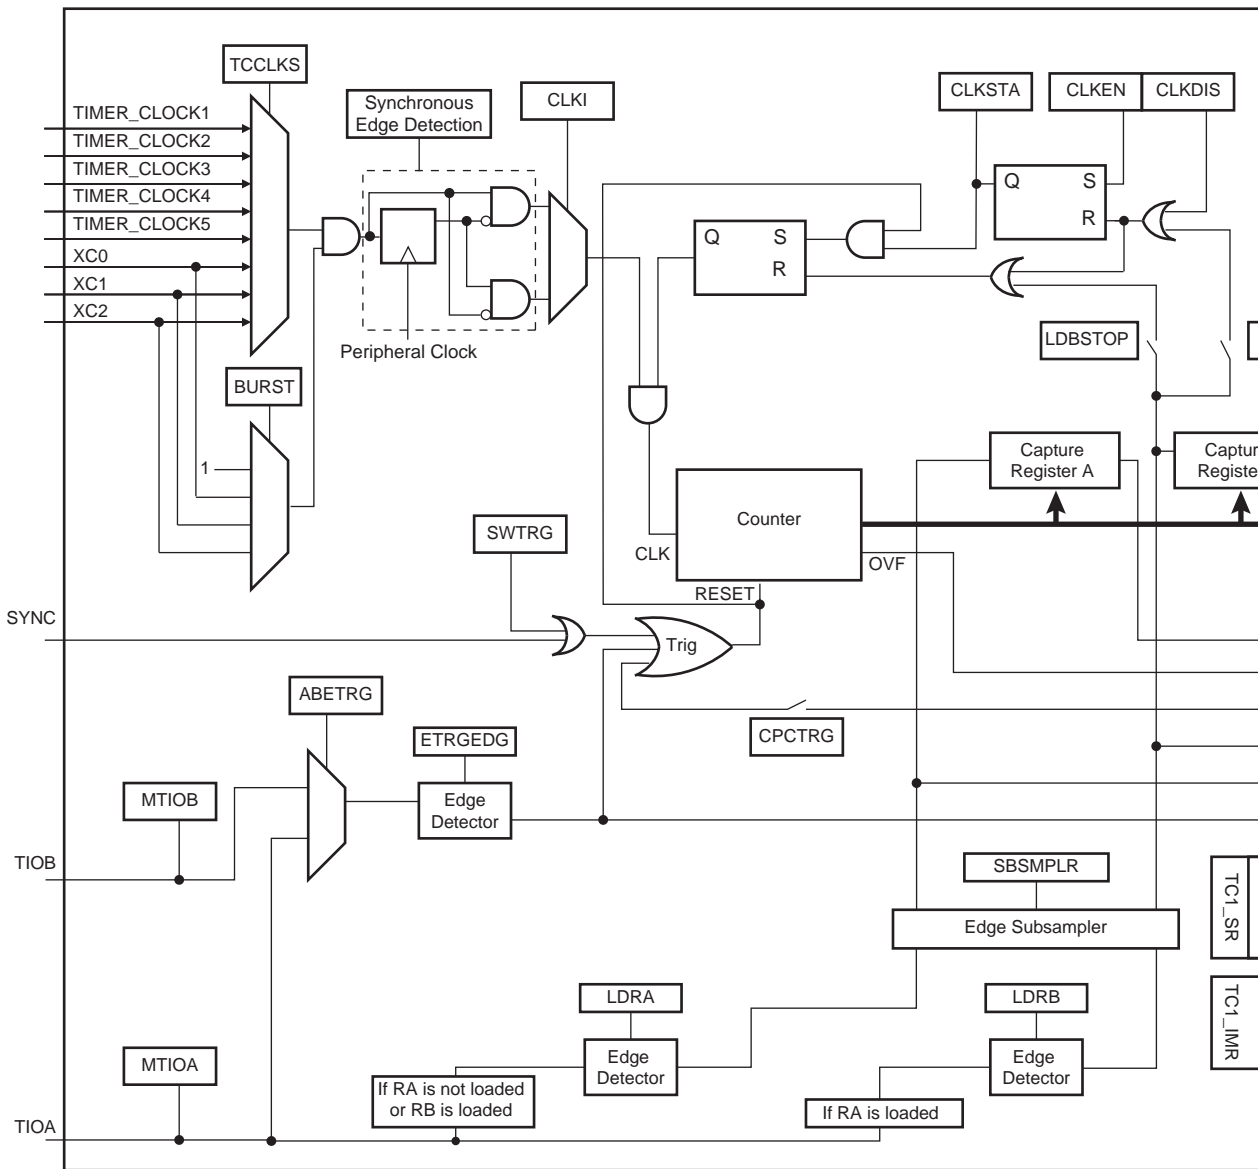 TCCLKS
TIMER_CLOCK1
TIMER_CLOCK2
TIMER_CLOCK3
TIMER_CLOCK4
TIMER_CLOCK5
XC0
XC1
XC2
Synchronous
Edge Detection
CLKI
CLKSTA
CLKEN
CLKDIS
Q
S
R
Q
S
R
Peripheral Clock
LDBSTOP
BURST
1
Capture
Register A
Captur
Registe
Counter
SWTRG
CLK
OVF
RESET
SYNC
Trig
ABETRG
ETRGEDG
CPCTRG
MTIOB
Edge
Detector
TIOB
SBSMPLR
Edge Subsampler
TC1_SR
LDRA
LDRB
TC1_IMR
MTIOA
Edge
Detector
Edge
Detector
If RA is not loaded
or RB is loaded
If RA is loaded
TIOA